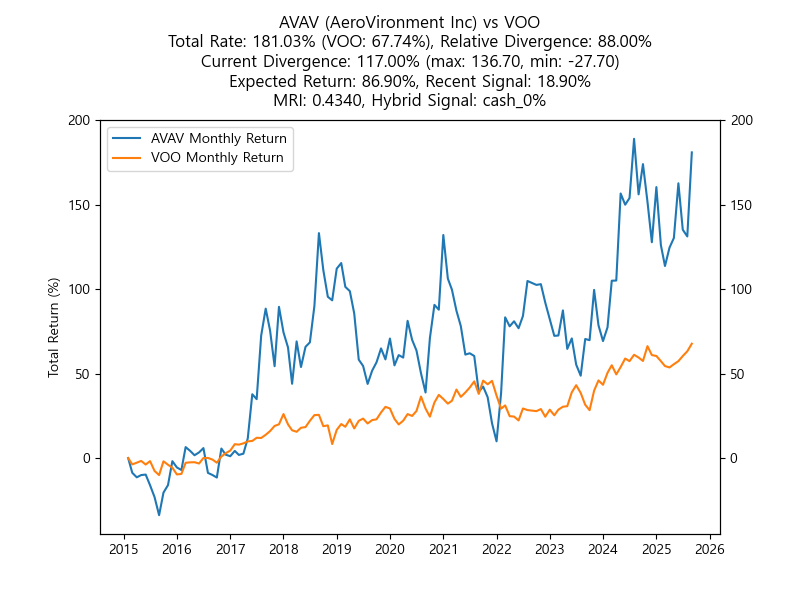 AVAV (AeroVironment Inc) vs VOO
Total Rate: 181.03% (VOO: 67.74%), Relative Divergence: 88.00%
Current Divergence: 117.00% (max: 136.70, min: -27.70)
Expected Return: 86.90%, Recent Signal: 18.90%
MRI: 0.4340, Hybrid Signal: cash_0%
AVAV Monthly Return
VOO Monthly Return
Total Return (%)
200
150
100
50
0
200
150
100
50
0
2015 2016 2017 2018 2019 2020 2021 2022 2023 2024 2025 2026